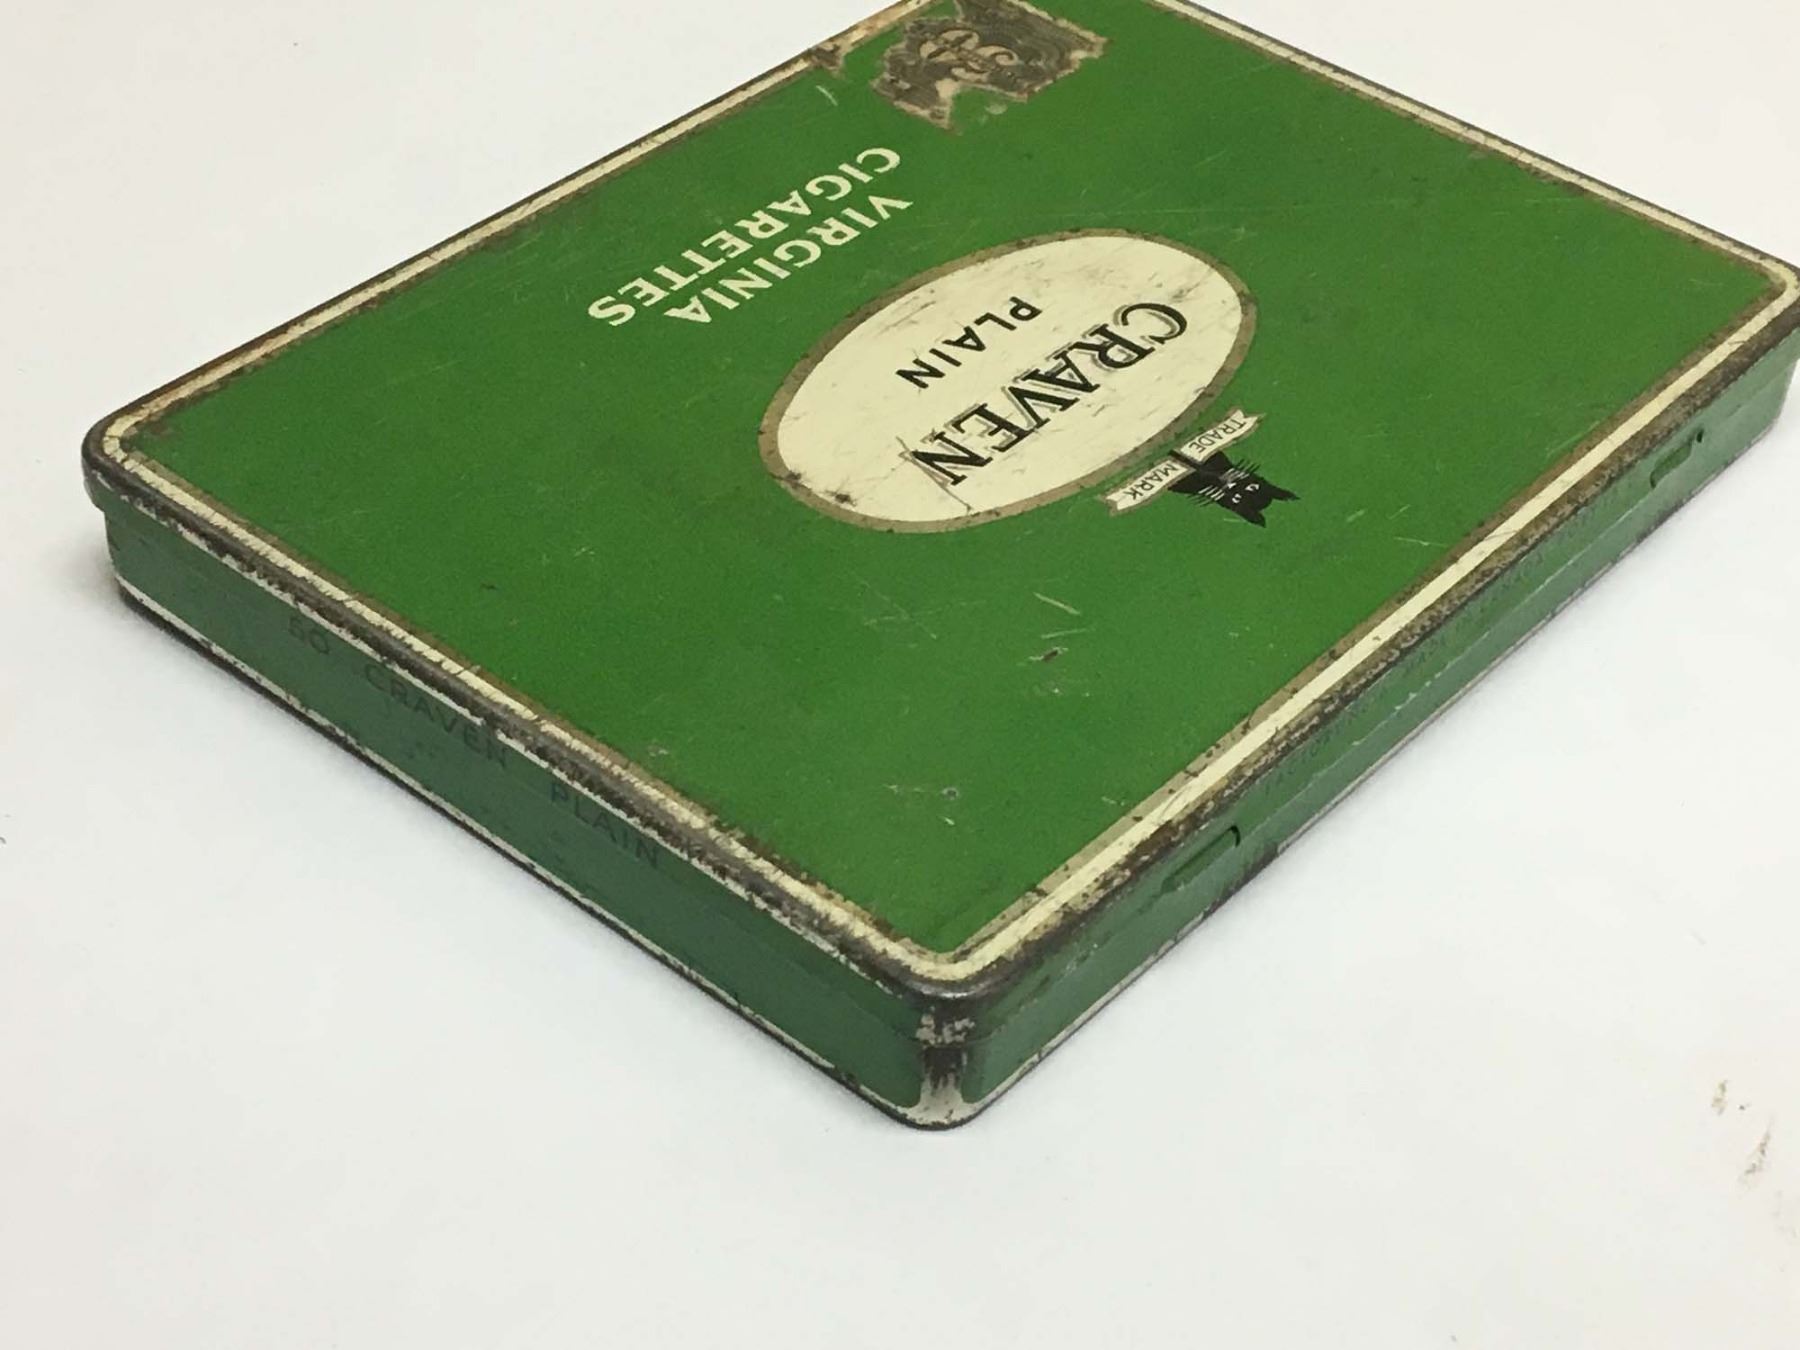 TRADE MARK
CRAVEN
PLAIN
VIRGINIA
CIGARETTES
50 CRAVEN PLAIN